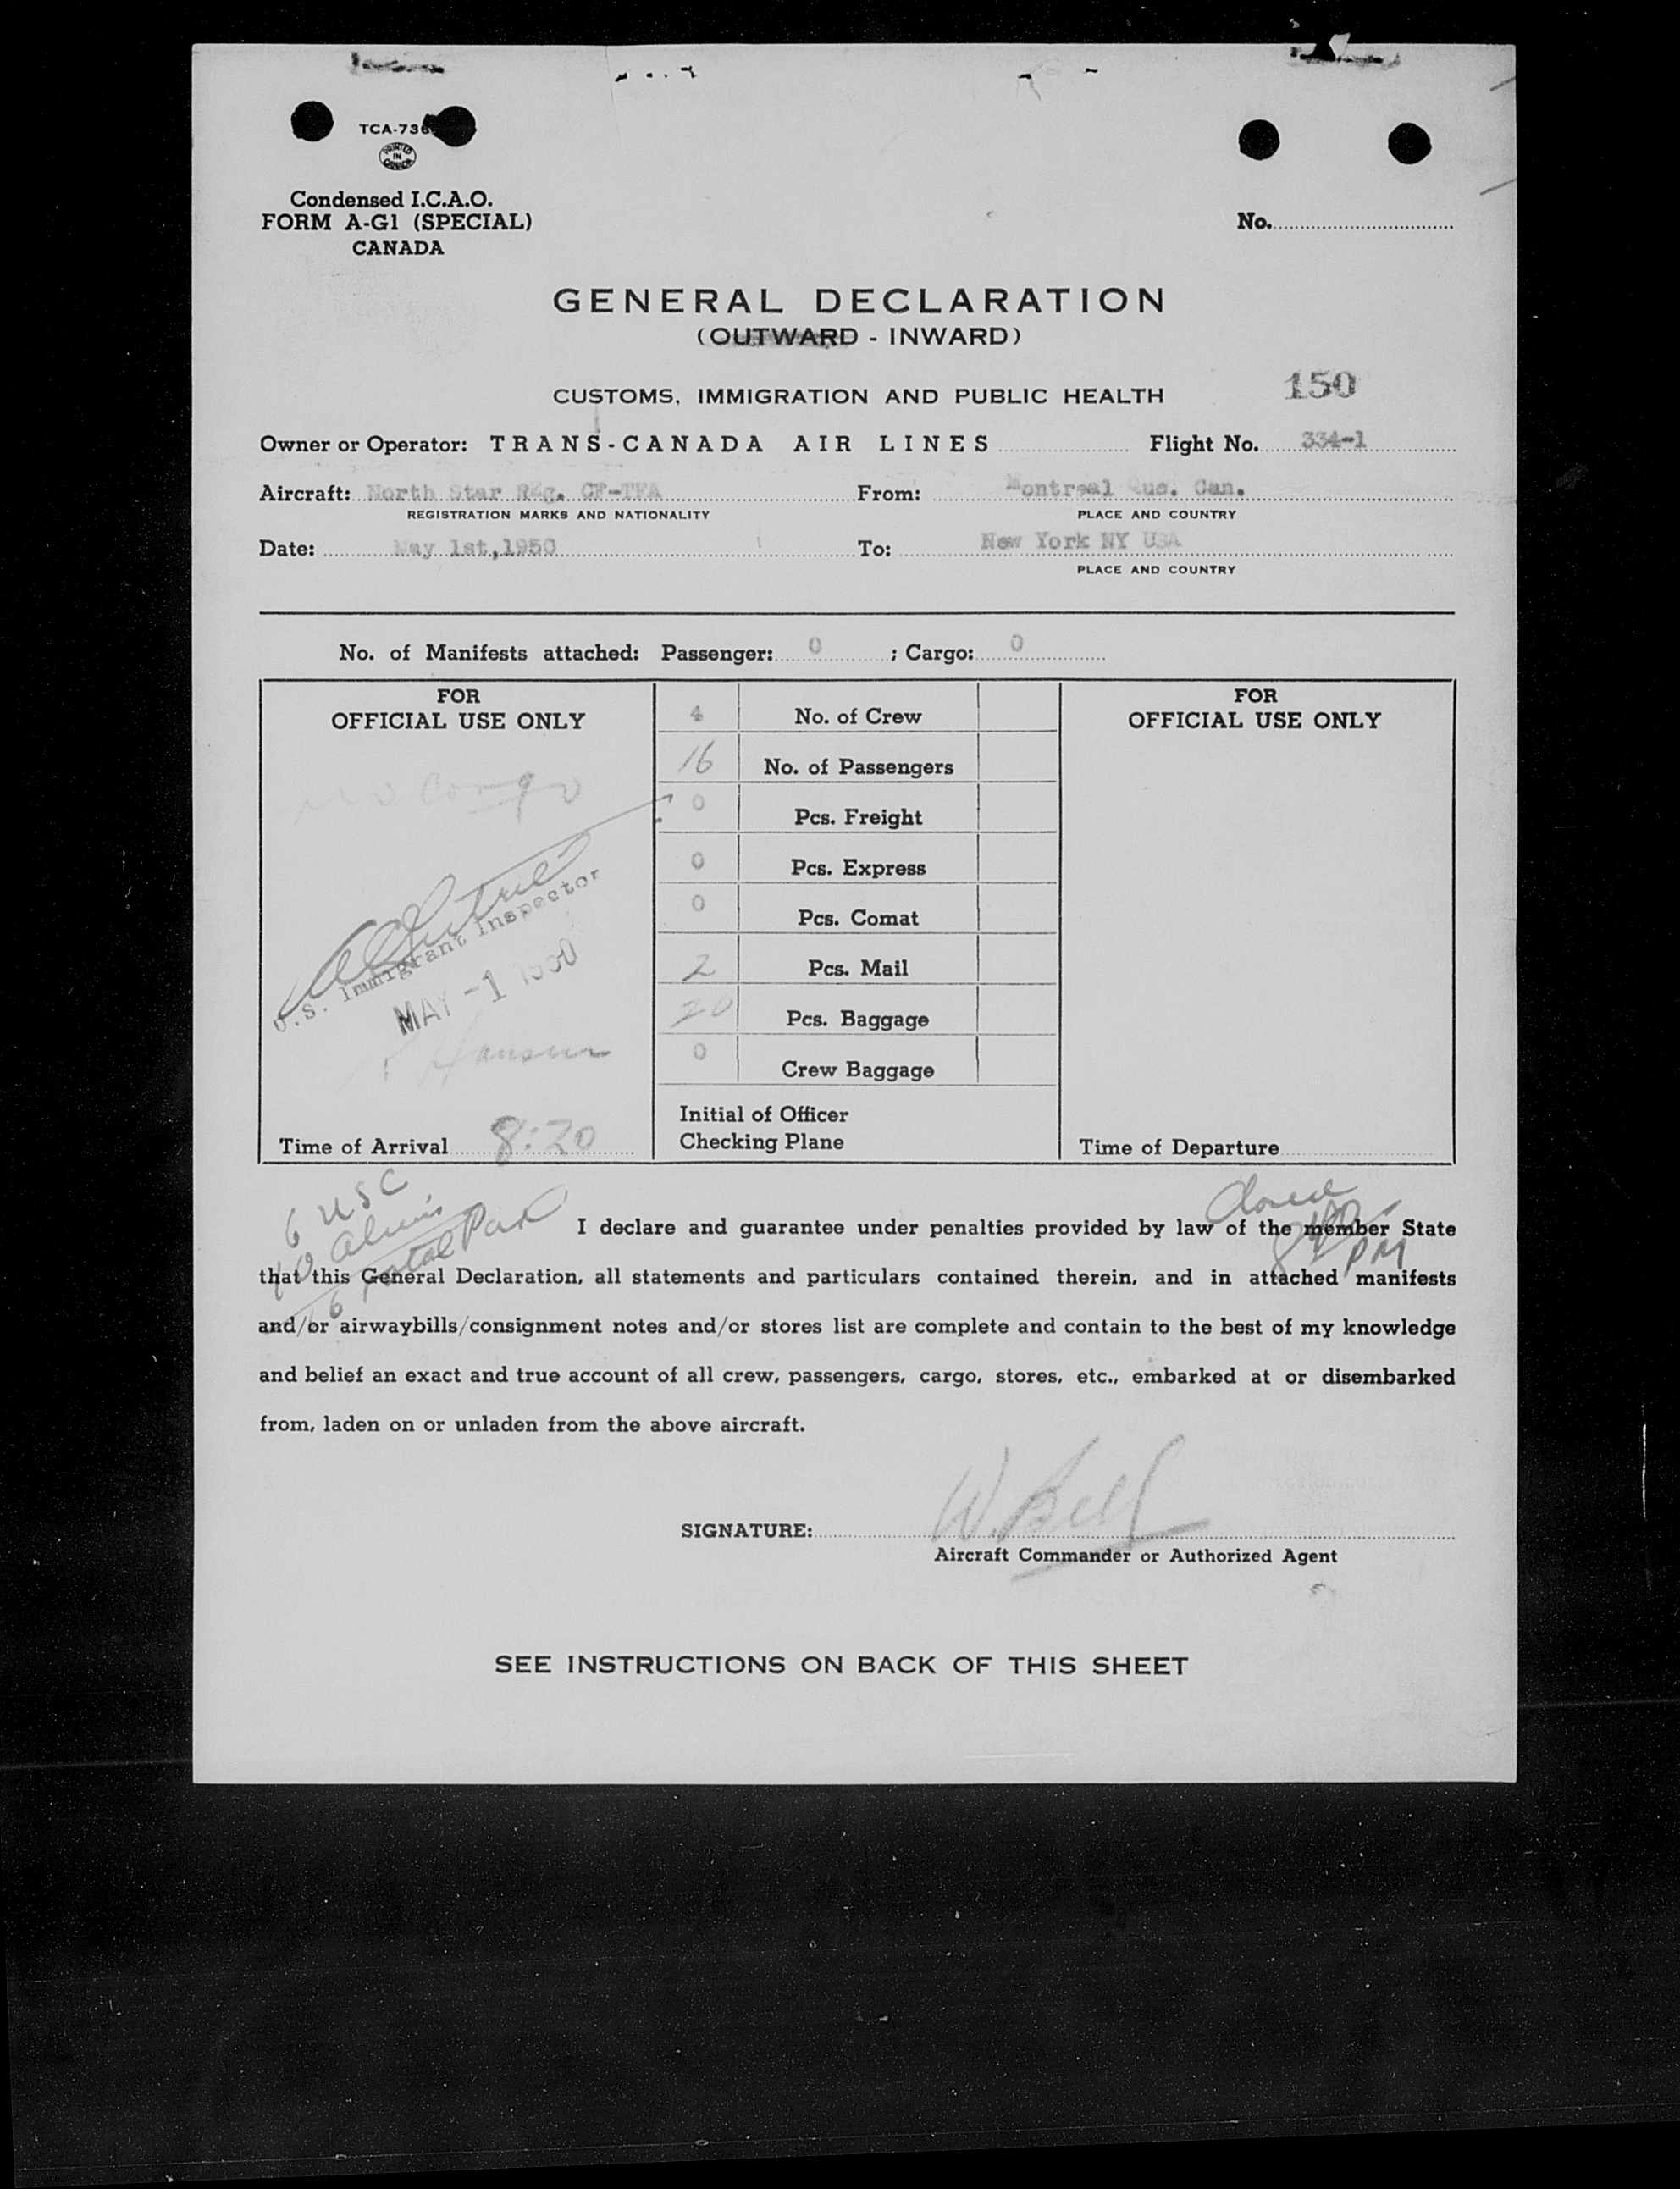 TCA-736
PRINTED IN CANADA
Condensed I.C.A.O.
FORM A-G1 (SPECIAL)
CANADA
No.
GENERAL DECLARATION
(OUTWARD - INWARD)
CUSTOMS, IMMIGRATION AND PUBLIC HEALTH 150
Owner or Operator: TRANS-CANADA AIR LINES Flight No. 334-1
Aircraft: North Star REg. CF-TFA From: Montreal Que. Can.
REGISTRATION MARKS AND NATIONALITY PLACE AND COUNTRY
Date: May 1st,1950 To: New York NY USA
PLACE AND COUNTRY
No. of Manifests attached: Passenger: 0 ; Cargo: 0
FOR
OFFICIAL USE ONLY
no Cargo
U.S. Immigrant Inspector
MAY -1 1950
Hansen
Time of Arrival 8:20
4 No. of Crew
16 No. of Passengers
0 Pcs. Freight
0 Pcs. Express
0 Pcs. Comat
2 Pcs. Mail
20 Pcs. Baggage
0 Crew Baggage
Initial of Officer
Checking Plane
FOR
OFFICIAL USE ONLY
Time of Departure
6 USC
10 aliens
16 total Pax
PM
I declare and guarantee under penalties provided by law of the member State
that this General Declaration, all statements and particulars contained therein, and in attached manifests
and/or airwaybills/consignment notes and/or stores list are complete and contain to the best of my knowledge
and belief an exact and true account of all crew, passengers, cargo, stores, etc., embarked at or disembarked
from, laden on or unladen from the above aircraft.
SIGNATURE: W. Bell
Aircraft Commander or Authorized Agent
SEE INSTRUCTIONS ON BACK OF THIS SHEET